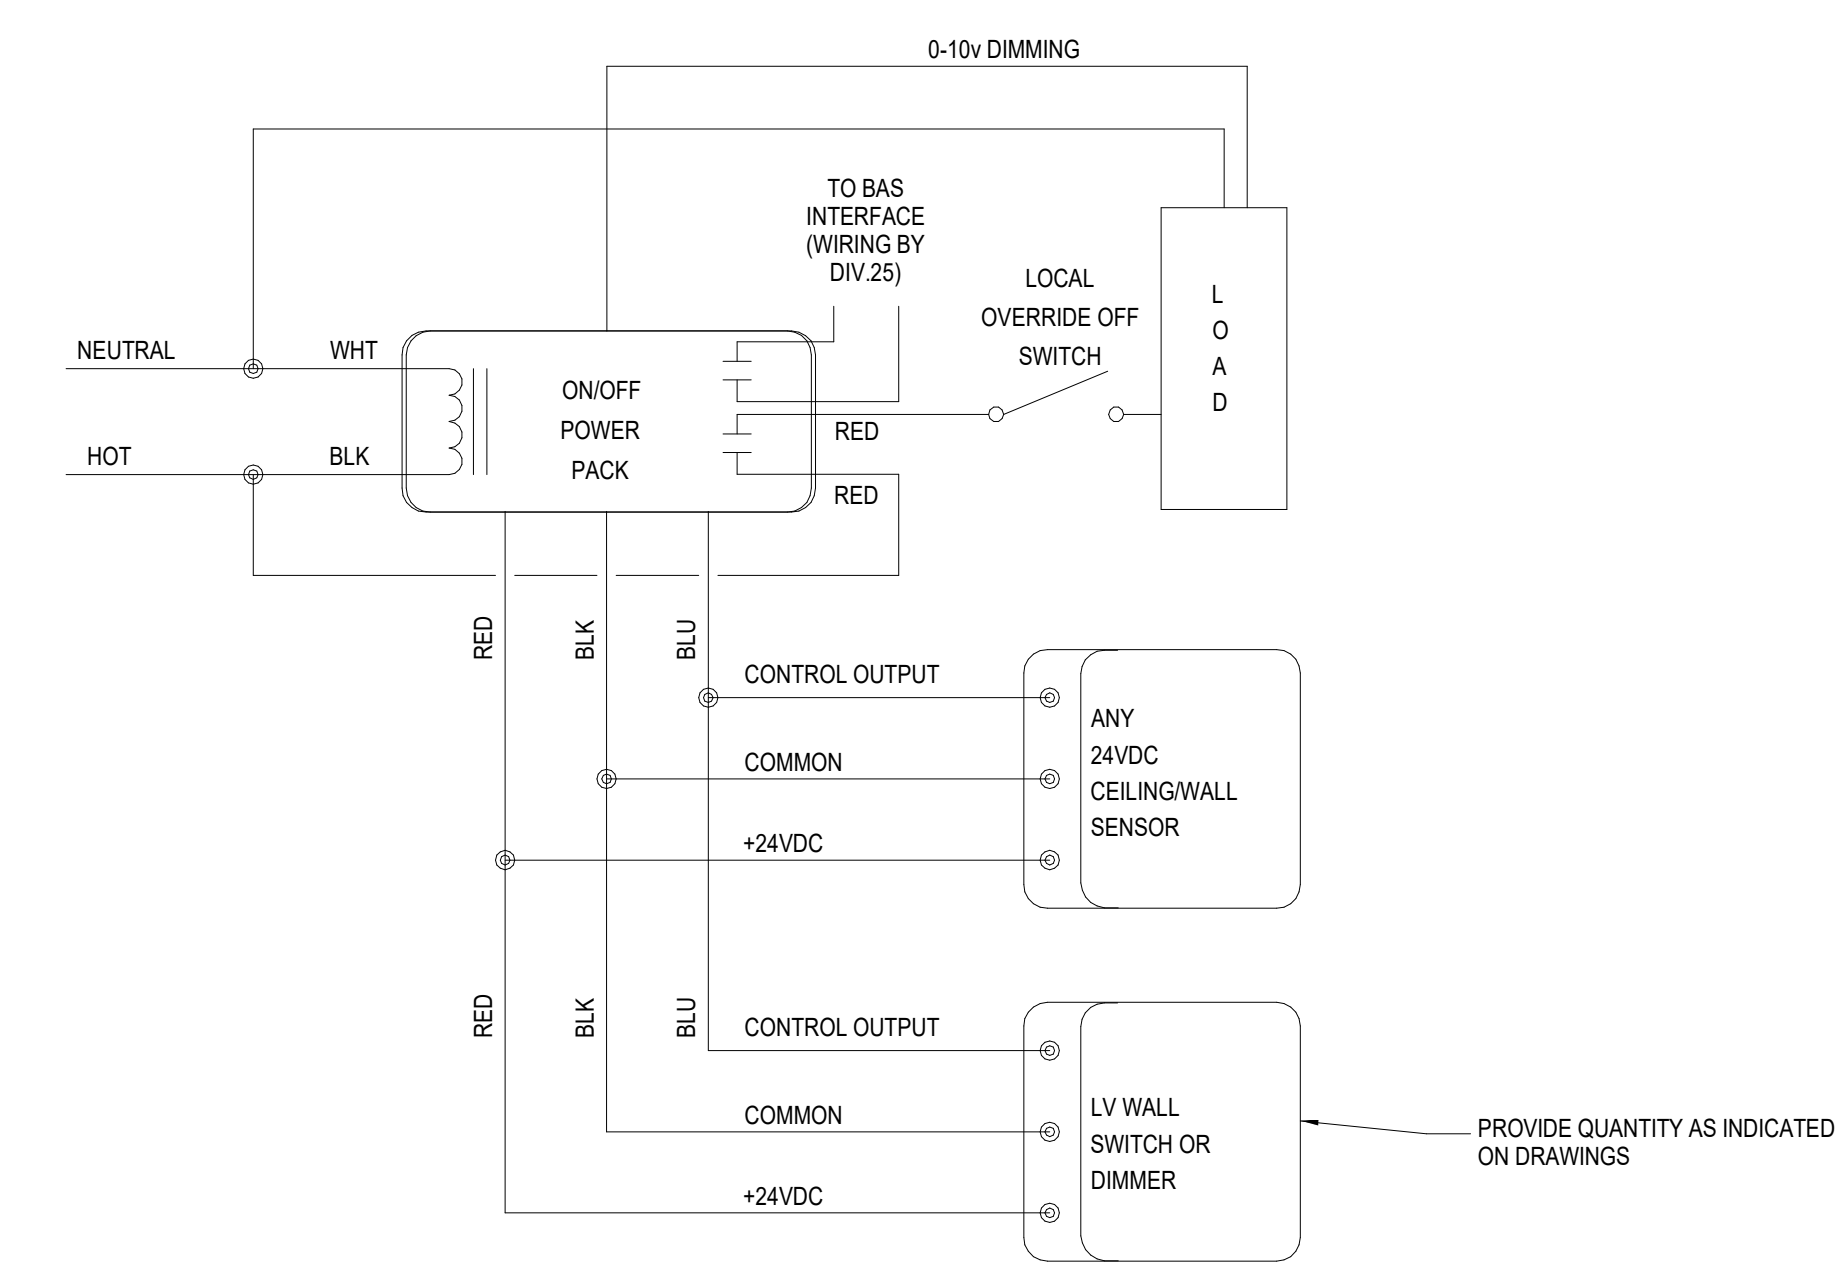 0-10v DIMMING
TO BAS
INTERFACE
(WIRING BY
DIV.25)
LOCAL
OVERRIDE OFF
SWITCH
L
O
A
D
NEUTRAL
WHT
HOT
BLK
ON/OFF
POWER
PACK
RED
RED
RED
BLK
BLU
CONTROL OUTPUT
COMMON
+24VDC
ANY
24VDC
CEILING/WALL
SENSOR
RED
BLK
BLU
CONTROL OUTPUT
COMMON
+24VDC
LV WALL
SWITCH OR
DIMMER
PROVIDE QUANTITY AS INDICATED
ON DRAWINGS